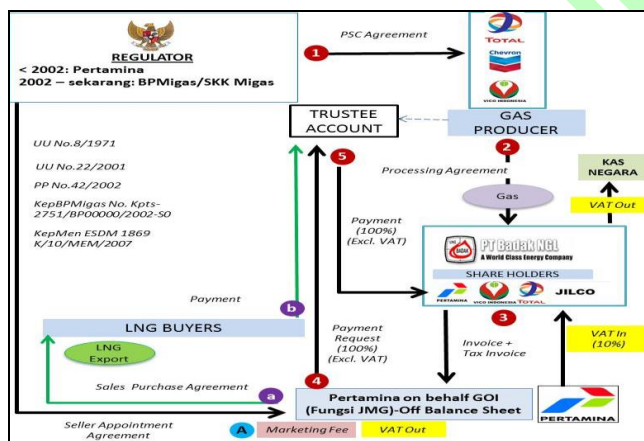 REGULATOR
< 2002: Pertamina
2002 – sekarang: BPMigas/SKK Migas
1
PSC Agreement
TOTAL
Chevron
VICO INDONESIA
GAS
PRODUCER
TRUSTEE
ACCOUNT
UU No.8/1971
UU No.22/2001
PP No.42/2002
KepBPMigas No. Kpts-
2751/BP00000/2002-S0
KepMen ESDM 1869
K/10/MEM/2007
5
2
Processing Agreement
Gas
KAS
NEGARA
VAT Out
Payment
(100%)
(Excl. VAT)
BADAK
PT Badak NGL
A World Class Energy Company
SHARE HOLDERS
PERTAMINA
VICO INDONESIA
TOTAL
JILCO
Payment
b
LNG BUYERS
LNG
Export
Payment
Request
(100%)
(Excl. VAT)
3
Invoice +
Tax Invoice
VAT In
(10%)
Sales Purchase Agreement
a
4
Pertamina on behalf GOI
(Fungsi JMG)-Off Balance Sheet
PERTAMINA
Seller Appointment
Agreement
A
Marketing Fee
VAT Out